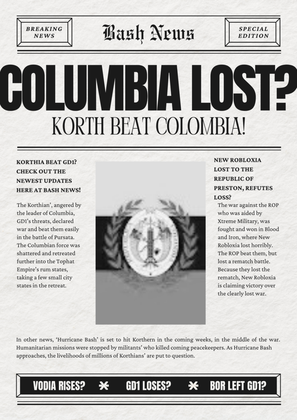 BREAKING
NEWS
Bash News
SPECIAL
EDITION
COLUMBIA LOST?
KORTH BEAT COLOMBIA!
KORTHIA BEAT GD1?
CHECK OUT THE
NEWEST UPDATES
HERE AT BASH NEWS!
The Korthian', angered by
the leader of Columbia,
GD1's threats, declared
war and beat them easily
in the battle of Pursata.
The Columbian force was
shattered and retreated
further into the Tophat
Empire's rum states,
taking a few small city
states in the retreat.
NEW ROBLOXIA
LOST TO THE
REPUBLIC OF
PRESTON, REFUTES
LOSS?
The war against the ROP
who was aided by
Xtreme Military, was
fought and won in Blood
and Iron, where New
Robloxia lost horribly.
The ROP beat them, but
lost a rematch battle.
Because they lost the
rematch, New Robloxia
is claiming victory over
the clearly lost war.
In other news, 'Hurricane Bash' is set to hit Korthern in the coming weeks, in the middle of the war.
Humanitarian missions were stopped by militants' who killed coming peacekeepers. As Hurricane Bash
approaches, the livelihoods of millions of Korthians' are put to question.
VODIA RISES? GD1 LOSES? BOR LEFT GD1?